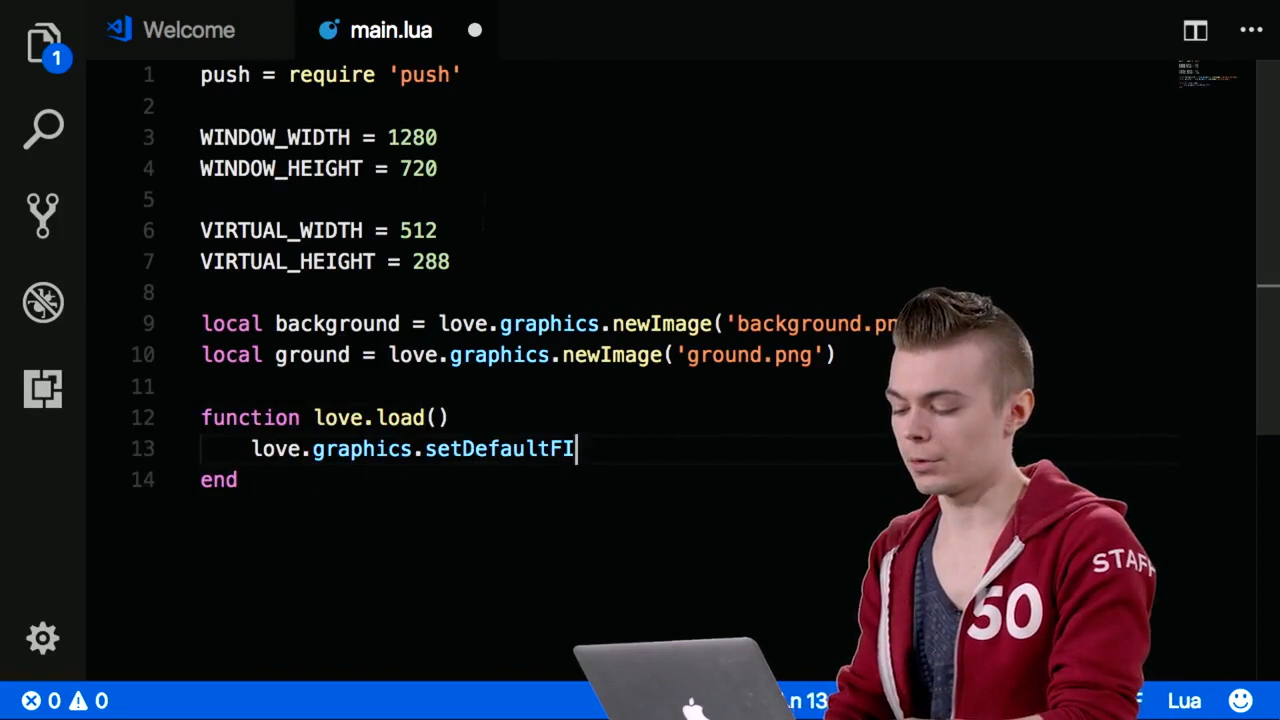 1
Welcome
main.lua
1 push = require 'push'
2
3 WINDOW_WIDTH = 1280
4 WINDOW_HEIGHT = 720
5
6 VIRTUAL_WIDTH = 512
7 VIRTUAL_HEIGHT = 288
8
9 local background = love.graphics.newImage('background.pn
10 local ground = love.graphics.newImage('ground.png')
11
12 function love.load()
13 love.graphics.setDefaultFI
14 end
STAFF
50
0 0
n 13
Lua